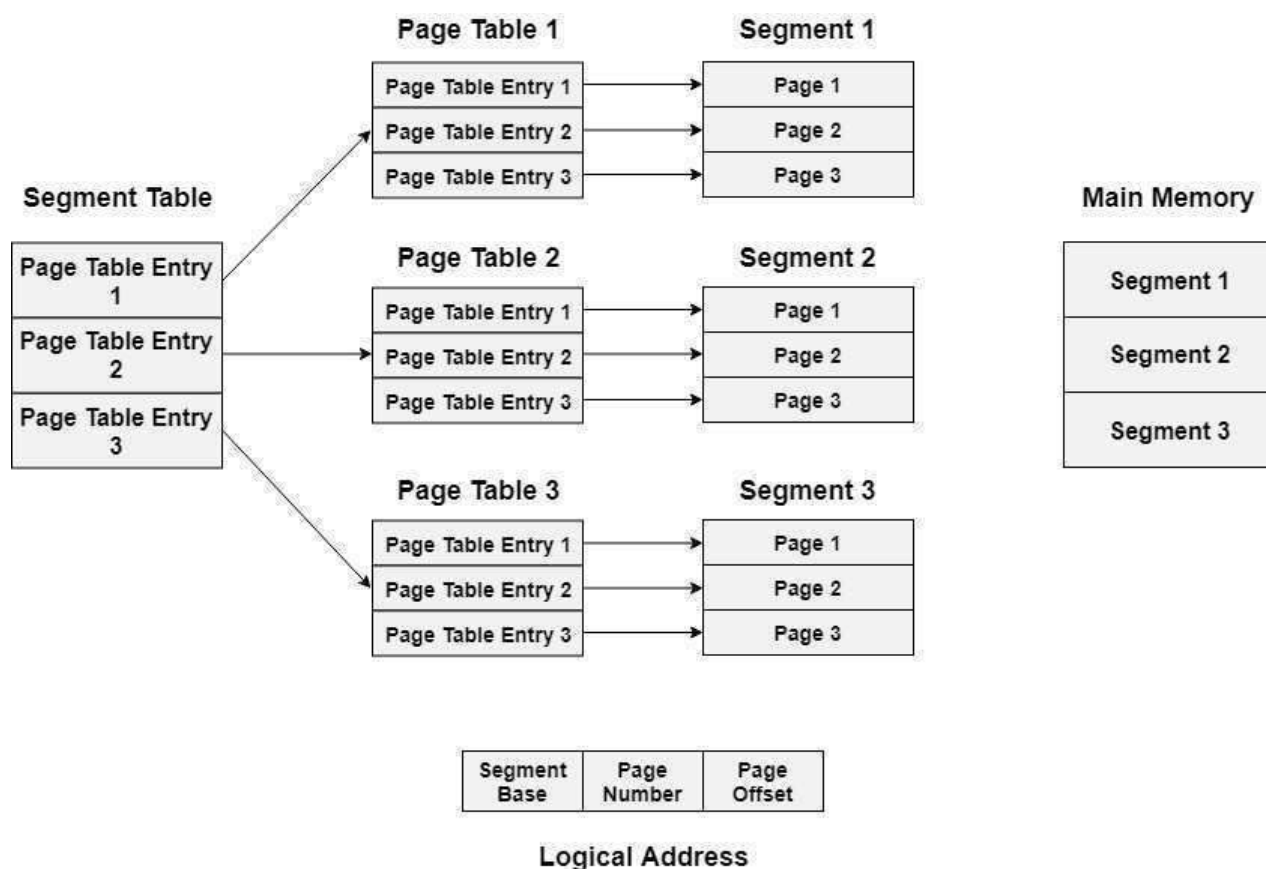 Page Table 1
Segment 1
Page Table Entry 1
Page 1
Page Table Entry 2
Page 2
Page Table Entry 3
Page 3
Segment Table
Main Memory
Page Table Entry
1
Page Table Entry
2
Page Table Entry
3
Page Table 2
Segment 2
Page Table Entry 1
Page 1
Page Table Entry 2
Page 2
Page Table Entry 3
Page 3
Segment 1
Segment 2
Segment 3
Page Table 3
Segment 3
Page Table Entry 1
Page 1
Page Table Entry 2
Page 2
Page Table Entry 3
Page 3
Segment
Base
Page
Number
Page
Offset
Logical Address